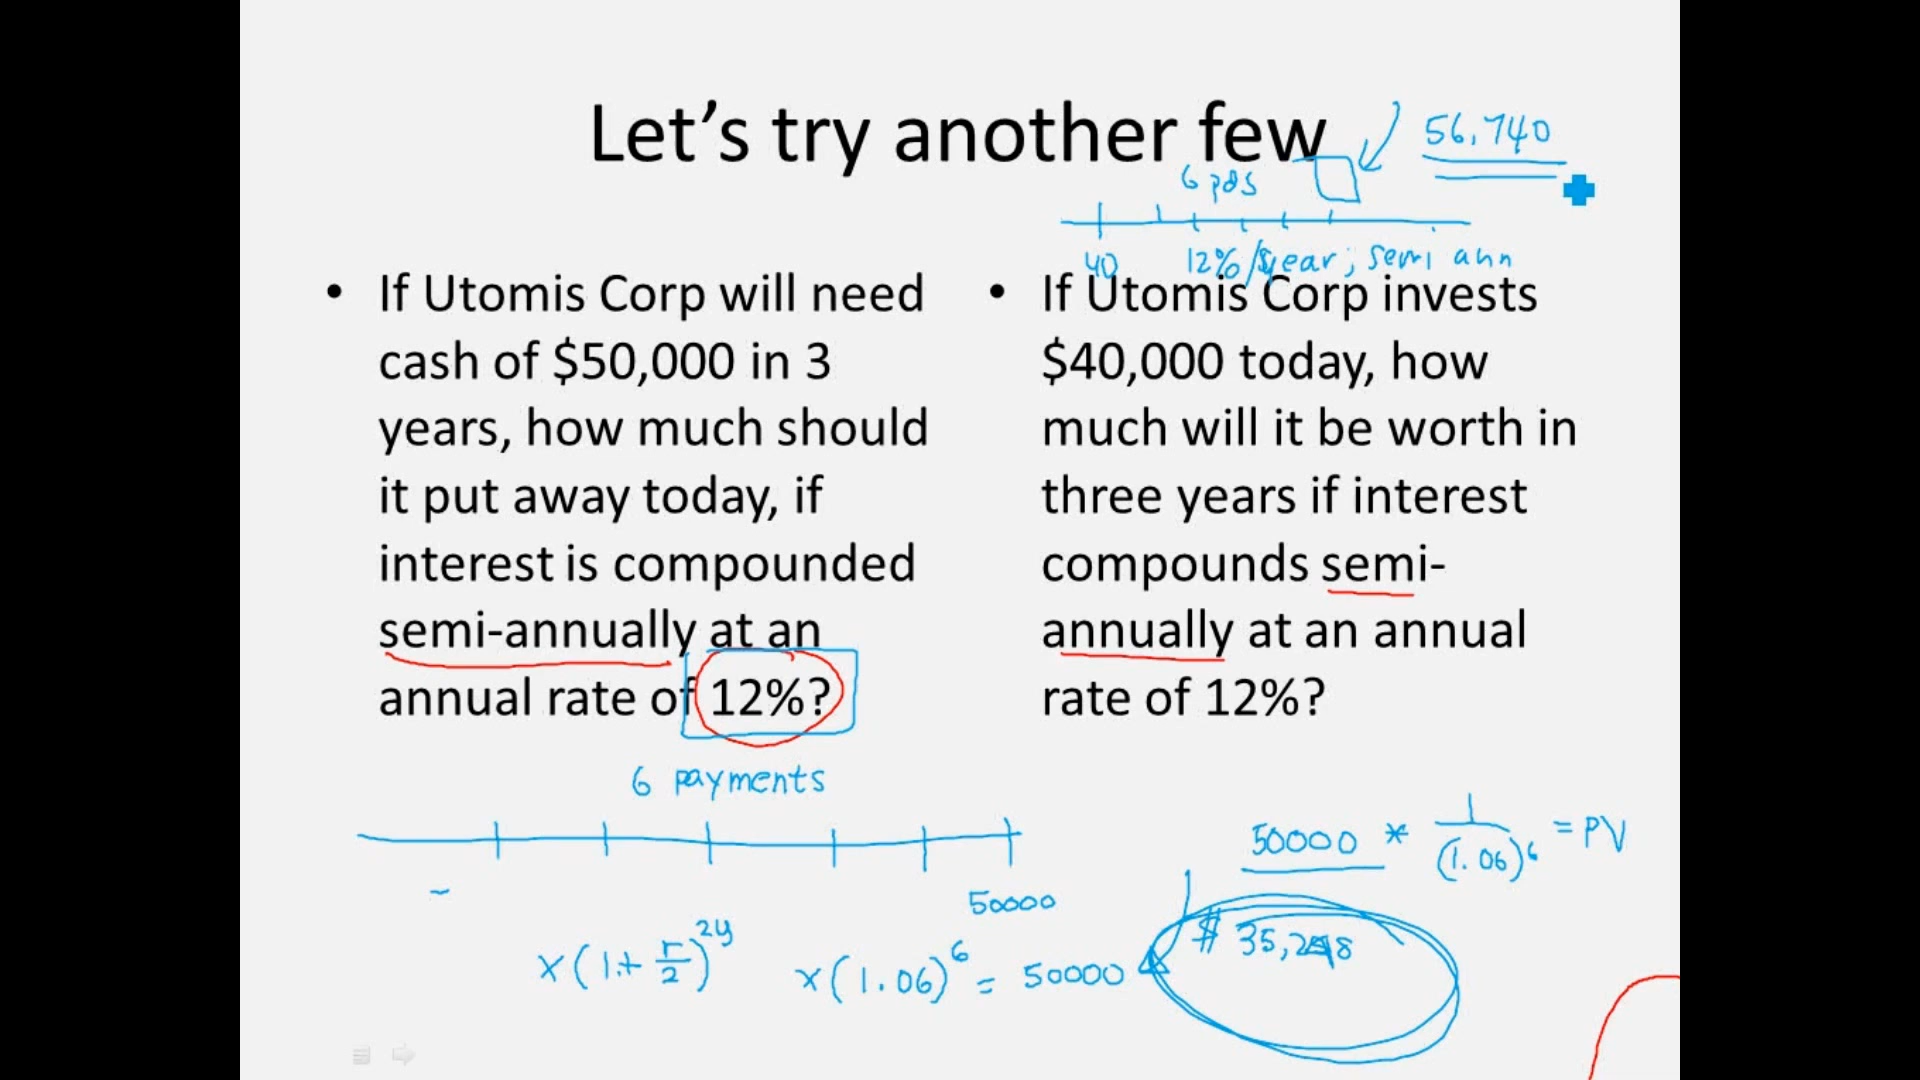 Let's try another few
56,740
6 pds
40 12%/year; semi ann
• If Utomis Corp will need
cash of $50,000 in 3
years, how much should
it put away today, if
interest is compounded
semi-annually at an
annual rate of 12%?
• If Utomis Corp invests
$40,000 today, how
much will it be worth in
three years if interest
compounds semi-
annually at an annual
rate of 12%?
6 payments
50000
x(1+r/2)^2y
x(1.06)^6 = 50000
50000 * 1/(1.06)^6 = PV